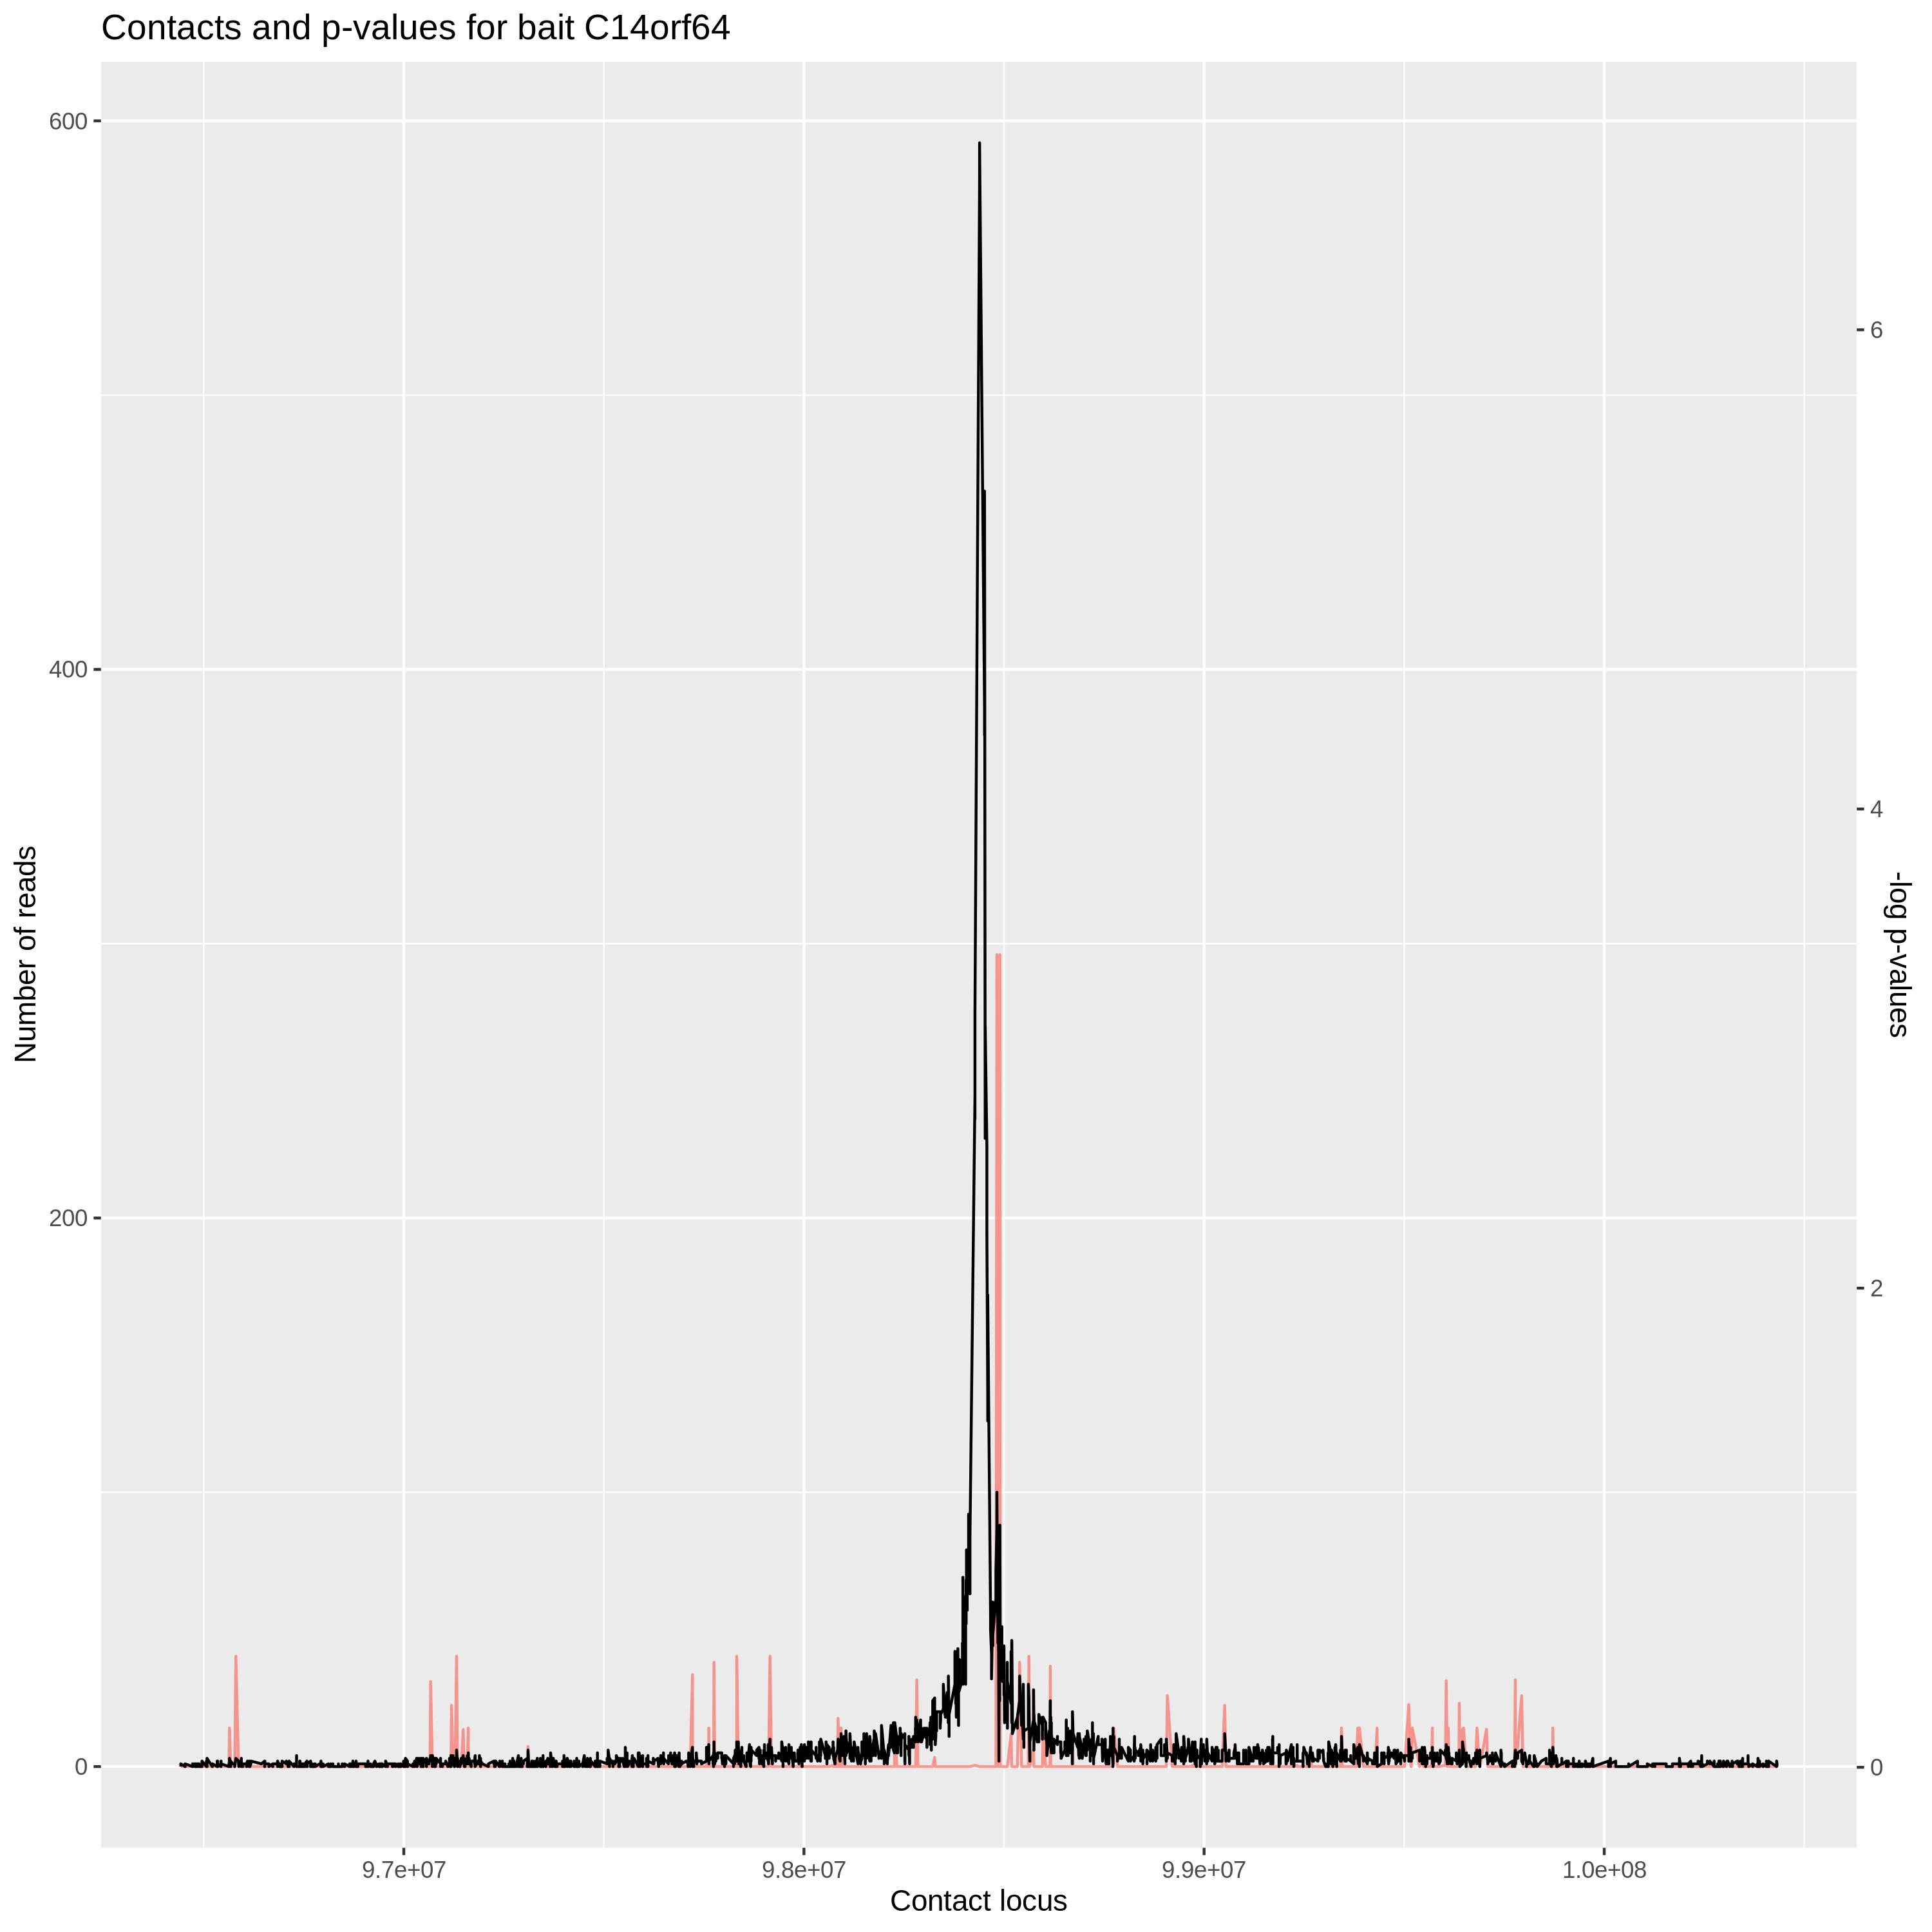 Contacts and p-values for bait C14orf64
600
400
200
0
Number of reads
6
4
2
0
-log p-values
9.7e+07 9.8e+07 9.9e+07 1.0e+08
Contact locus